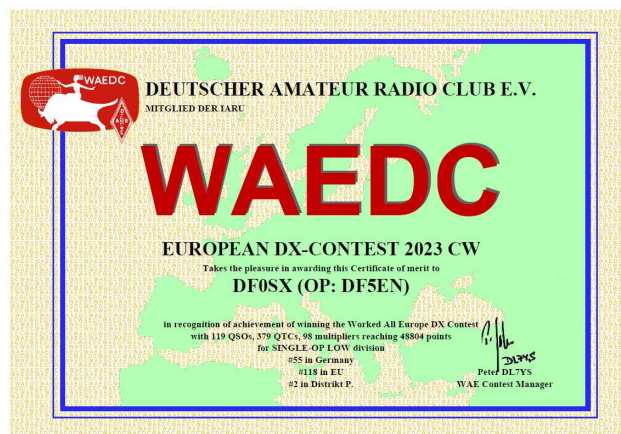 WAEDC
DARC
DEUTSCHER AMATEUR RADIO CLUB E.V.
MITGLIED DER IARU
WAEDC
EUROPEAN DX-CONTEST 2023 CW
Takes the pleasure in awarding this Certificate of merit to
DF0SX (OP: DF5EN)
in recognition of achievement of winning the Worked All Europe DX Contest
with 119 QSOs, 379 QTCs, 98 multipliers reaching 48804 points
for SINGLE-OP LOW division
#55 in Germany
#118 in EU
#2 in Distrikt P.
DL7YS
Peter DL7YS
WAE Contest Manager